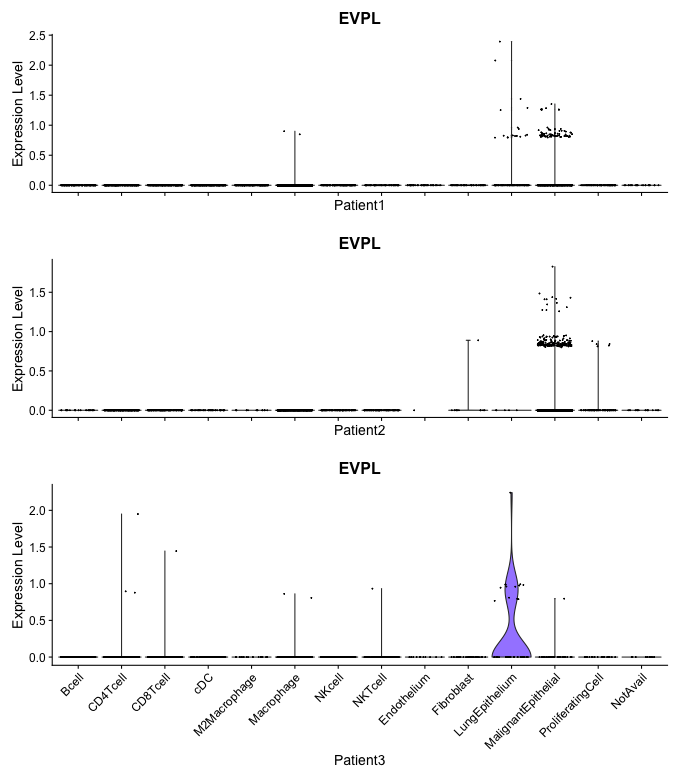 EVPL
Expression Level
2.5
2.0
1.5
1.0
0.5
0.0
Patient1
EVPL
Expression Level
1.5
1.0
0.5
0.0
Patient2
EVPL
Expression Level
2.0
1.5
1.0
0.5
0.0
Bcell
CD4Tcell
CD8Tcell
cDC
M2Macrophage
Macrophage
NKcell
NKTcell
Endothelium
Fibroblast
LungEpithelium
MalignantEpithelial
ProliferatingCell
NotAvail
Patient3